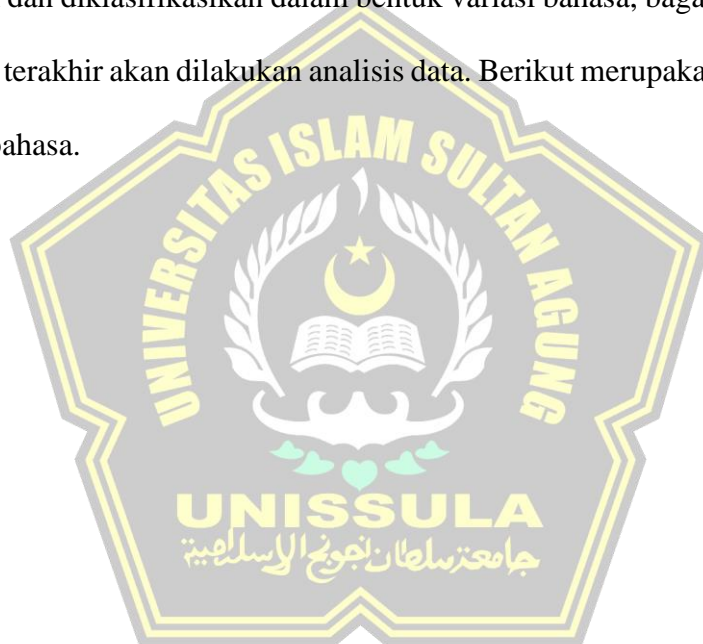 dan diklasifikasikan dalam bentuk variasi bahasa, baga
terakhir akan dilakukan analisis data. Berikut merupaka
bahasa.
UNIVERSITAS ISLAM SULTAN AGUNG
UNISSULA
جامعة سلطان أجونج الإسلامية